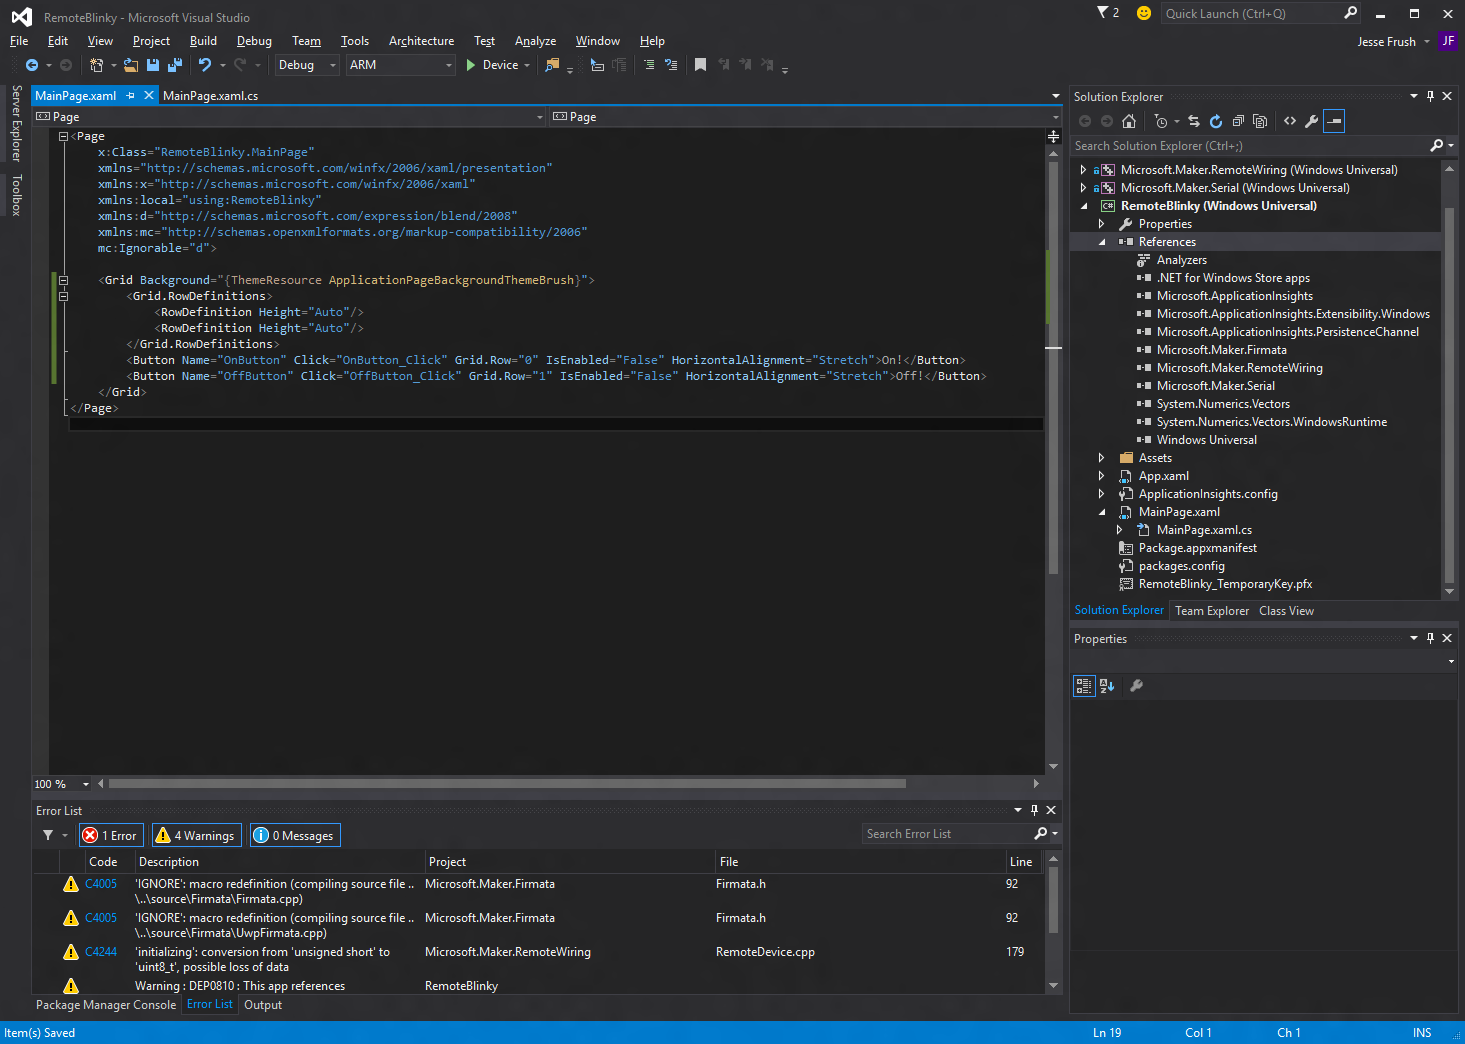 RemoteBlinky - Microsoft Visual Studio
2
Quick Launch (Ctrl+Q)
File Edit View Project Build Debug Team Tools Architecture Test Analyze Window Help
Jesse Frush JF
Debug ARM Device
Server Explorer
Toolbox
MainPage.xaml MainPage.xaml.cs
Page Page
<Page
x:Class="RemoteBlinky.MainPage"
xmlns="http://schemas.microsoft.com/winfx/2006/xaml/presentation"
xmlns:x="http://schemas.microsoft.com/winfx/2006/xaml"
xmlns:local="using:RemoteBlinky"
xmlns:d="http://schemas.microsoft.com/expression/blend/2008"
xmlns:mc="http://schemas.openxmlformats.org/markup-compatibility/2006"
mc:Ignorable="d">
<Grid Background="{ThemeResource ApplicationPageBackgroundThemeBrush}">
<Grid.RowDefinitions>
<RowDefinition Height="Auto"/>
<RowDefinition Height="Auto"/>
</Grid.RowDefinitions>
<Button Name="OnButton" Click="OnButton_Click" Grid.Row="0" IsEnabled="False" HorizontalAlignment="Stretch">On!</Button>
<Button Name="OffButton" Click="OffButton_Click" Grid.Row="1" IsEnabled="False" HorizontalAlignment="Stretch">Off!</Button>
</Grid>
</Page>
100 %
Solution Explorer
Search Solution Explorer (Ctrl+;)
Microsoft.Maker.RemoteWiring (Windows Universal)
Microsoft.Maker.Serial (Windows Universal)
C# RemoteBlinky (Windows Universal)
Properties
References
Analyzers
.NET for Windows Store apps
Microsoft.ApplicationInsights
Microsoft.ApplicationInsights.Extensibility.Windows
Microsoft.ApplicationInsights.PersistenceChannel
Microsoft.Maker.Firmata
Microsoft.Maker.RemoteWiring
Microsoft.Maker.Serial
System.Numerics.Vectors
System.Numerics.Vectors.WindowsRuntime
Windows Universal
Assets
App.xaml
ApplicationInsights.config
MainPage.xaml
MainPage.xaml.cs
Package.appxmanifest
packages.config
RemoteBlinky_TemporaryKey.pfx
Solution Explorer Team Explorer Class View
Properties
Error List
1 Error 4 Warnings 0 Messages
Search Error List
Code Description Project File Line
C4005 'IGNORE': macro redefinition (compiling source file .. Microsoft.Maker.Firmata Firmata.h 92
\..\source\Firmata\Firmata.cpp)
C4005 'IGNORE': macro redefinition (compiling source file .. Microsoft.Maker.Firmata Firmata.h 92
\..\source\Firmata\UwpFirmata.cpp)
C4244 'initializing': conversion from 'unsigned short' to Microsoft.Maker.RemoteWiring RemoteDevice.cpp 179
'uint8_t', possible loss of data
Warning : DEP0810 : This app references RemoteBlinky
Package Manager Console Error List Output
Item(s) Saved Ln 19 Col 1 Ch 1 INS